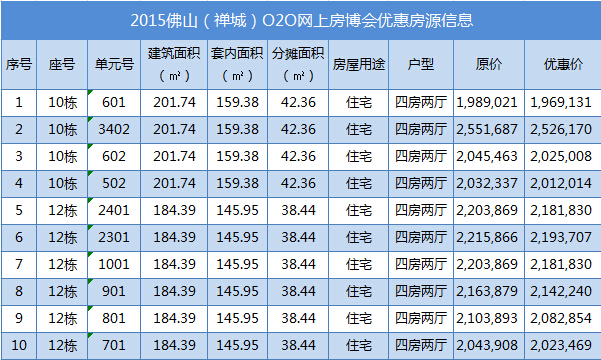 2015佛山（禅城）O2O网上房博会优惠房源信息
序号 座号 单元号 建筑面积（㎡） 套内面积（㎡） 分摊面积（㎡） 房屋用途 户型 原价 优惠价
1 10栋 601 201.74 159.38 42.36 住宅 四房两厅 1,989,021 1,969,131
2 10栋 3402 201.74 159.38 42.36 住宅 四房两厅 2,551,687 2,526,170
3 10栋 602 201.74 159.38 42.36 住宅 四房两厅 2,045,463 2,025,008
4 10栋 502 201.74 159.38 42.36 住宅 四房两厅 2,032,337 2,012,014
5 12栋 2401 184.39 145.95 38.44 住宅 四房两厅 2,203,869 2,181,830
6 12栋 2301 184.39 145.95 38.44 住宅 四房两厅 2,215,866 2,193,707
7 12栋 1001 184.39 145.95 38.44 住宅 四房两厅 2,203,869 2,181,830
8 12栋 901 184.39 145.95 38.44 住宅 四房两厅 2,163,879 2,142,240
9 12栋 801 184.39 145.95 38.44 住宅 四房两厅 2,103,893 2,082,854
10 12栋 701 184.39 145.95 38.44 住宅 四房两厅 2,043,908 2,023,469